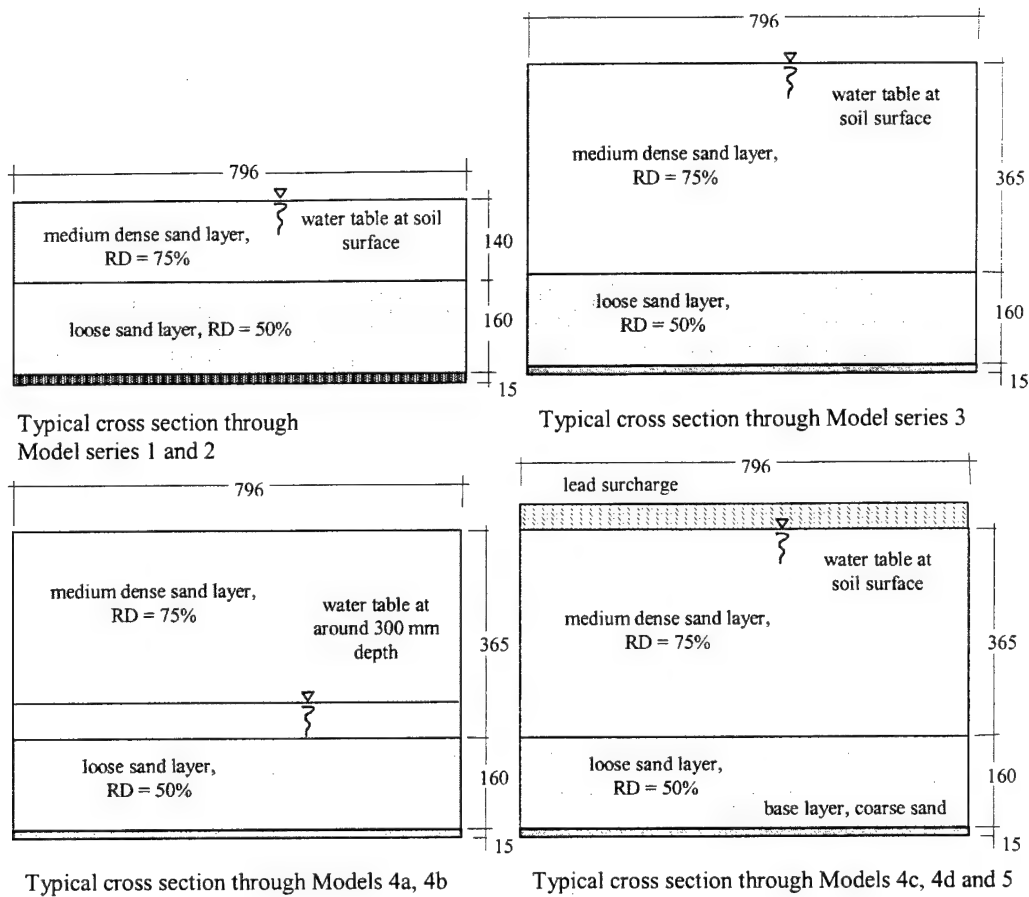 796
water table at soil
surface
medium dense sand layer,
RD = 75%
140
loose sand layer, RD = 50%
160
15
Typical cross section through
Model series 1 and 2
796
water table at
soil surface
medium dense sand layer,
RD = 75%
365
loose sand layer,
RD = 50%
160
15
Typical cross section through Model series 3
796
medium dense sand layer,
RD = 75%
water table at
around 300 mm
depth
365
loose sand layer,
RD = 50%
160
15
Typical cross section through Models 4a, 4b
796
lead surcharge
water table at
soil surface
medium dense sand layer,
RD = 75%
365
loose sand layer,
RD = 50%
160
base layer, coarse sand
15
Typical cross section through Models 4c, 4d and 5